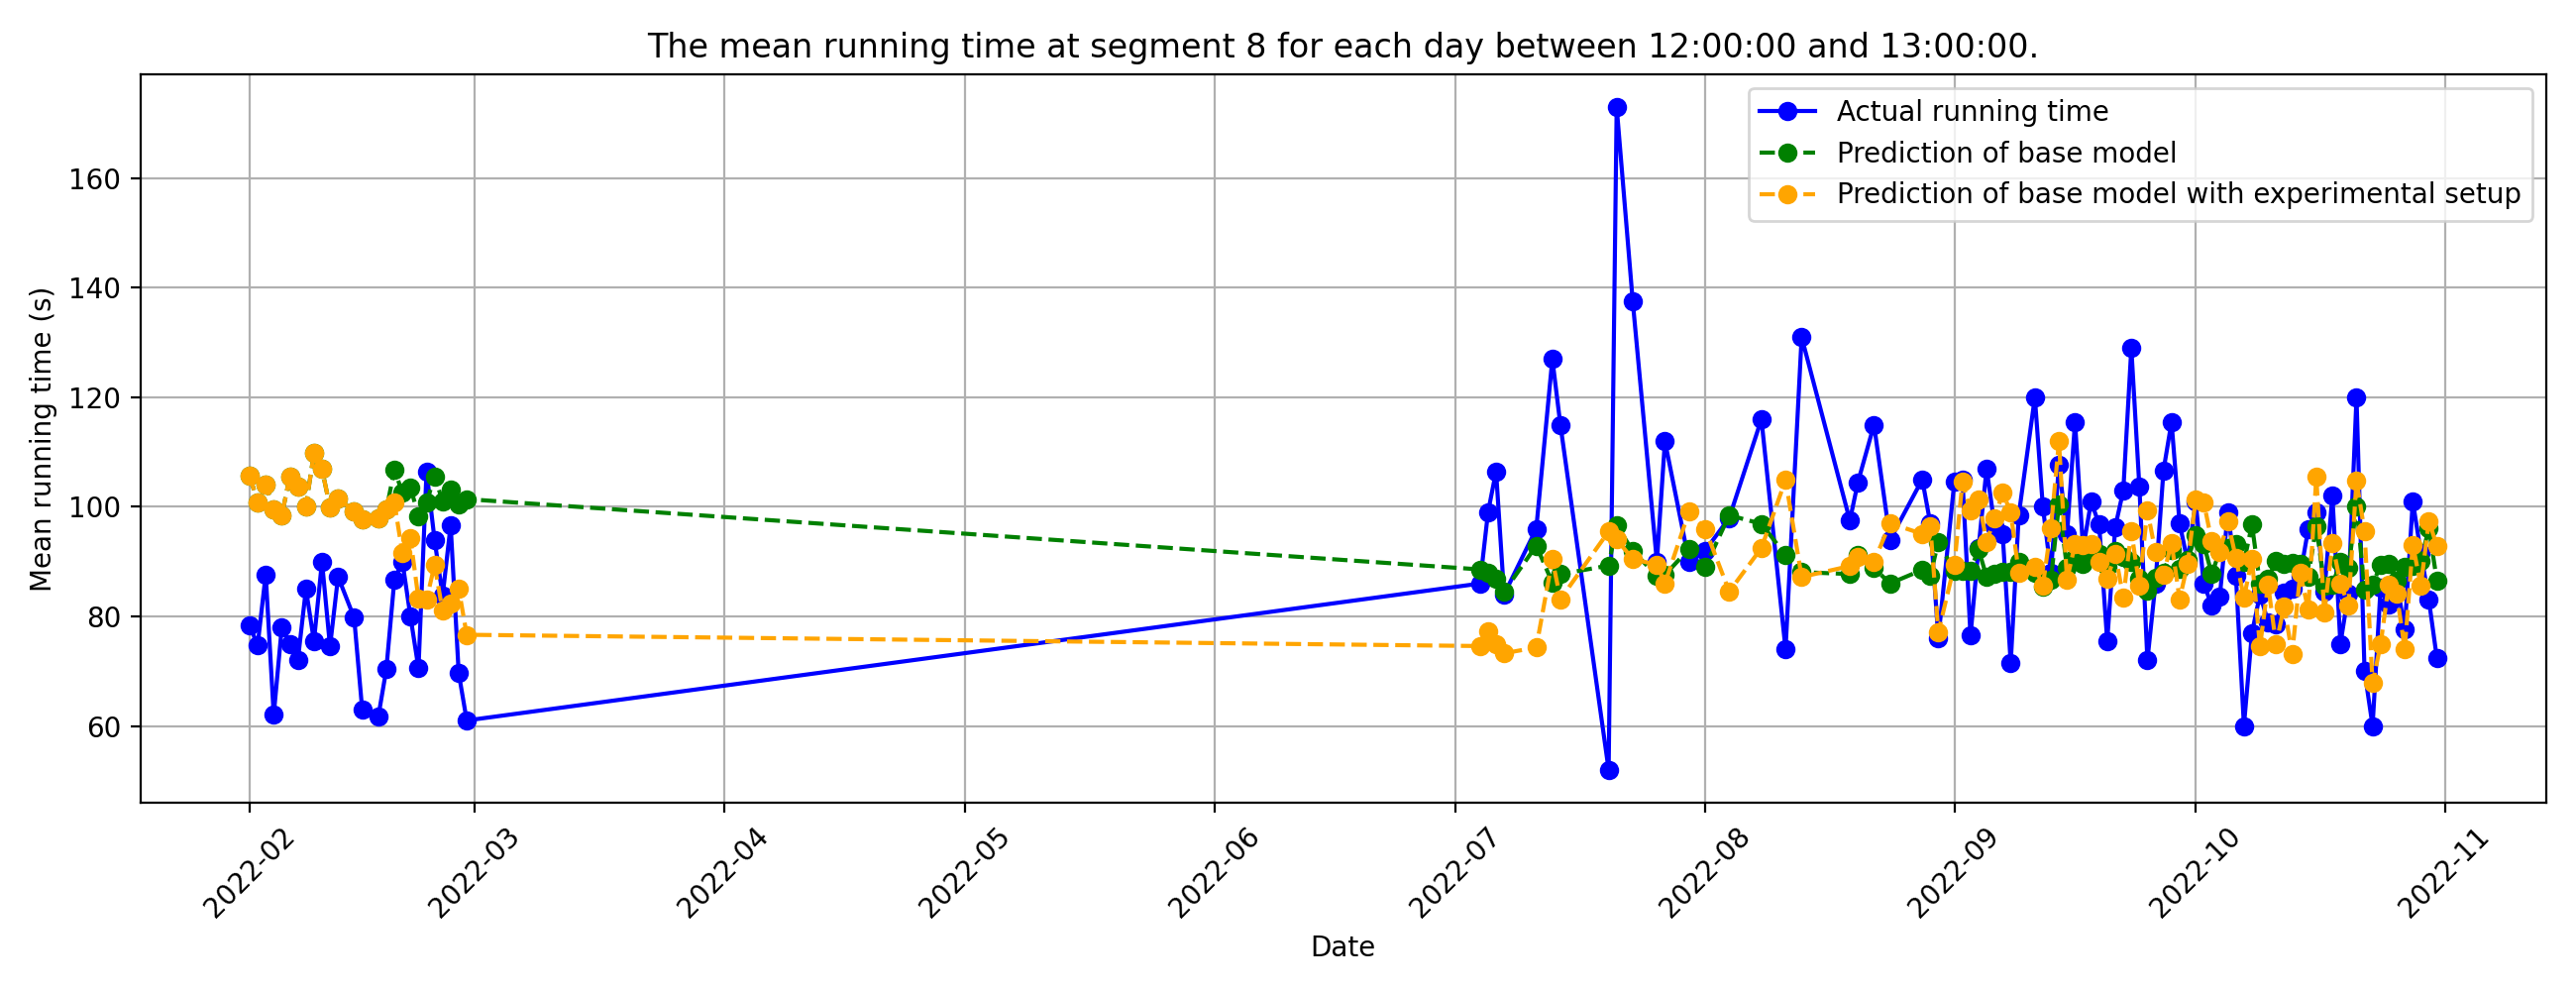 The mean running time at segment 8 for each day between 12:00:00 and 13:00:00.
Actual running time
Prediction of base model
Prediction of base model with experimental setup
Mean running time (s)
160
140
120
100
80
60
2022-02
2022-03
2022-04
2022-05
2022-06
2022-07
2022-08
2022-09
2022-10
2022-11
Date